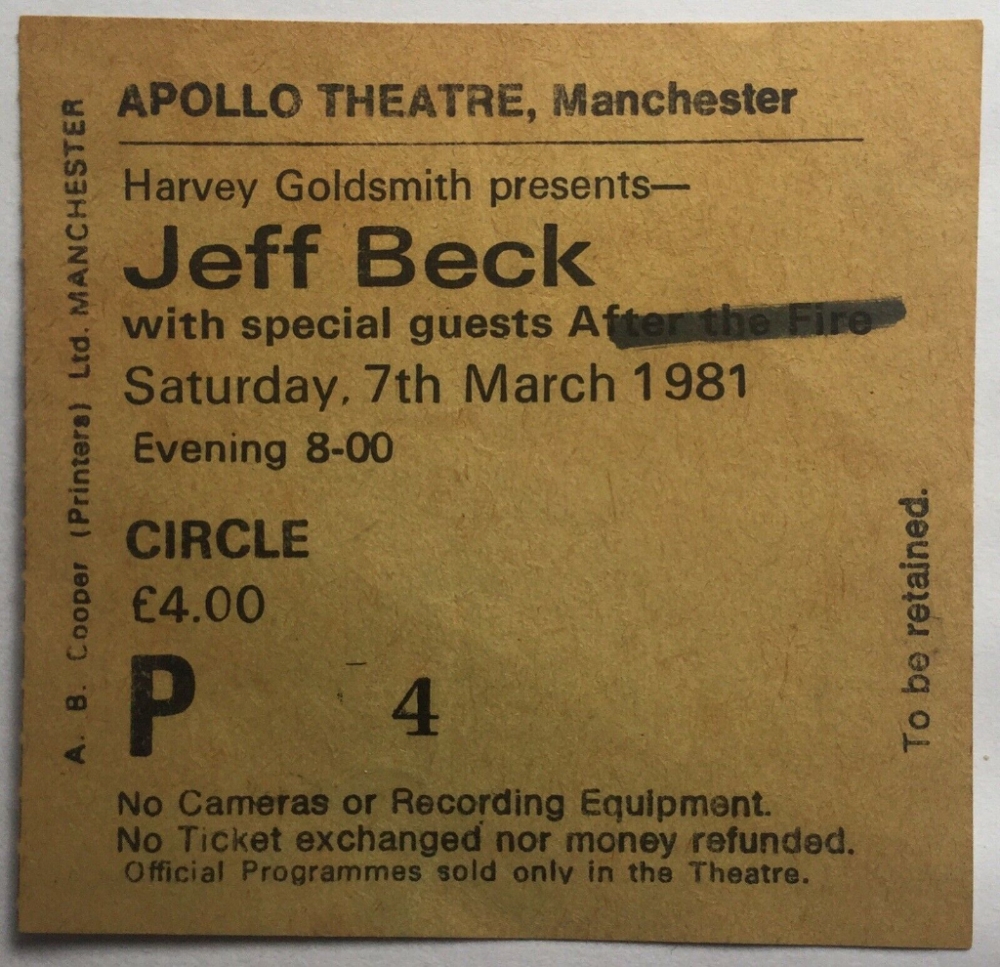 APOLLO THEATRE, Manchester
Harvey Goldsmith presents—
Jeff Beck
with special guests After the Fire
Saturday, 7th March 1981
Evening 8-00
CIRCLE
£4.00
P 4
No Cameras or Recording Equipment.
No Ticket exchanged nor money refunded.
Official Programmes sold only in the Theatre.
A. B. Cooper (Printers) Ltd. MANCHESTER
To be retained.